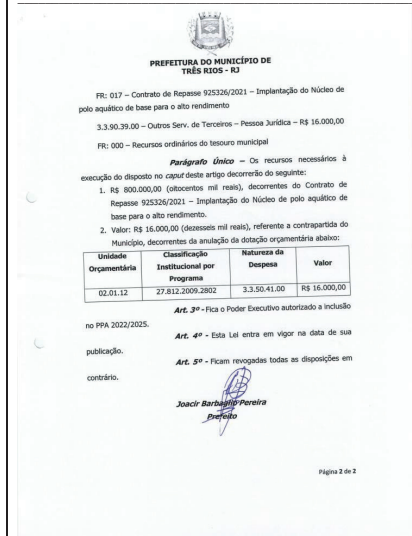 PREFEITURA DO MUNICÍPIO DE
TRÊS RIOS - RJ
FR: 017 – Contrato de Repasse 925326/2021 – Implantação do Núcleo de
polo aquático de base para o alto rendimento
3.3.90.39.00 – Outros Serv. de Terceiros – Pessoa Jurídica – R$ 16.000,00
FR: 000 – Recursos ordinários do tesouro municipal
Parágrafo Único – Os recursos necessários à
execução do disposto no caput deste artigo decorrerão do seguinte:
1. R$ 800.000,00 (oitocentos mil reais), decorrentes do Contrato de
Repasse 925326/2021 – Implantação do Núcleo de polo aquático de
base para o alto rendimento.
2. Valor: R$ 16.000,00 (dezesseis mil reais), referente a contrapartida do
Município, decorrentes da anulação da dotação orçamentária abaixo:
Unidade Orçamentária | Classificação Institucional por Programa | Natureza da Despesa | Valor
02.01.12 | 27.812.2009.2802 | 3.3.50.41.00 | R$ 16.000,00
Art. 3º - Fica o Poder Executivo autorizado a inclusão
no PPA 2022/2025.
Art. 4º - Esta Lei entra em vigor na data de sua
publicação.
Art. 5º - Ficam revogadas todas as disposições em
contrário.
Joacir Barbaglio Pereira
Prefeito
Página 2 de 2